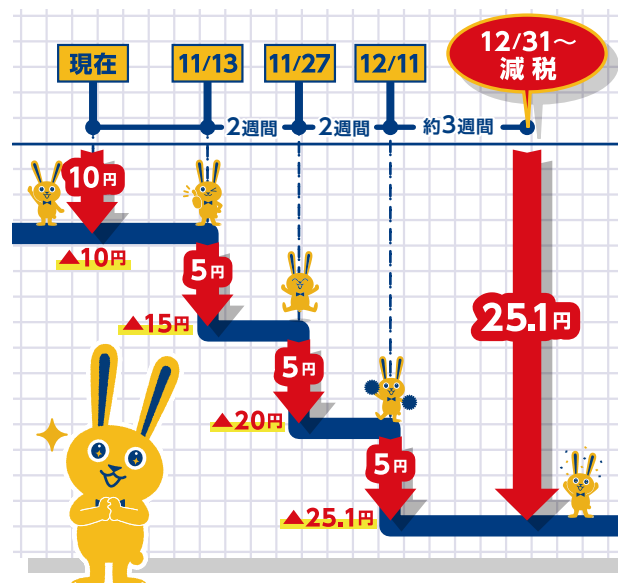 現在
11/13
11/27
12/11
12/31〜
減税
2週間
2週間
約3週間
10円
▲10円
5円
▲15円
5円
▲20円
5円
▲25.1円
25.1円